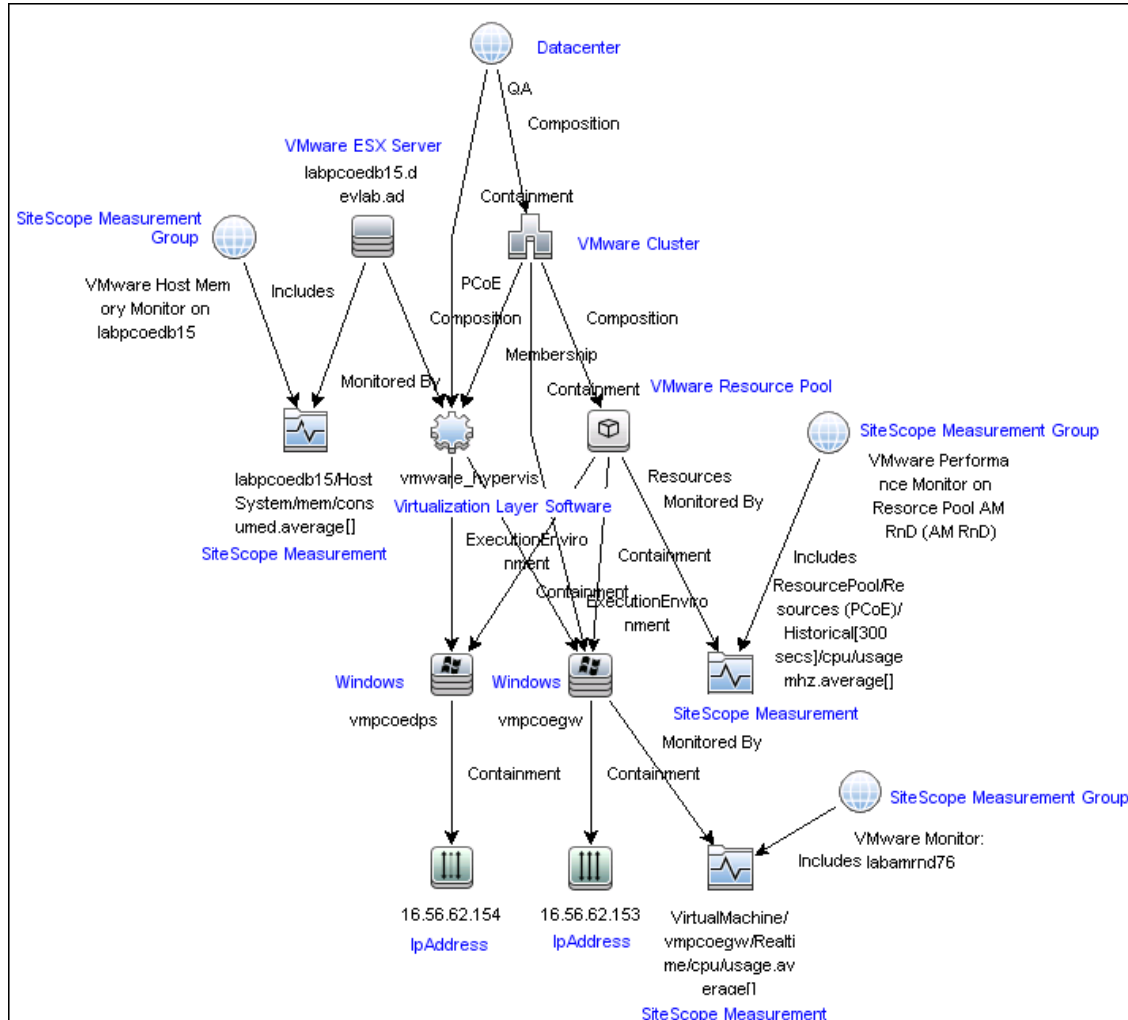 Datacenter
QA
Composition
VMware ESX Server
labpcoedb15.d
evlab.ad
Containment
SiteScope Measurement
Group
VMware Cluster
VMware Host Mem
ory Monitor on
labpcoedb15
Includes
PCoE
Composition
Composition
Membership
Monitored By
Containment
VMware Resource Pool
SiteScope Measurement Group
VMware Performa
nce Monitor on
Resorce Pool AM
RnD (AM RnD)
labpcoedb15/Host
System/mem/cons
umed.average[]
SiteScope Measurement
vmware_hypervis
Virtualization Layer Software
Resources
Monitored By
ExecutionEnviro
nment
Containment
Containment
ExecutionEnviro
nment
Includes
ResourcePool/Re
sources (PCoE)/
Historical[300
secs]/cpu/usage
mhz.average[]
SiteScope Measurement
Windows
vmpcoedps
Windows
vmpcoegw
Monitored By
Containment
Containment
SiteScope Measurement Group
VMware Monitor:
labamrnd76
Includes
16.56.62.154
IpAddress
16.56.62.153
IpAddress
VirtualMachine/
vmpcoegw/Realti
me/cpu/usage.av
erage[]
SiteScope Measurement